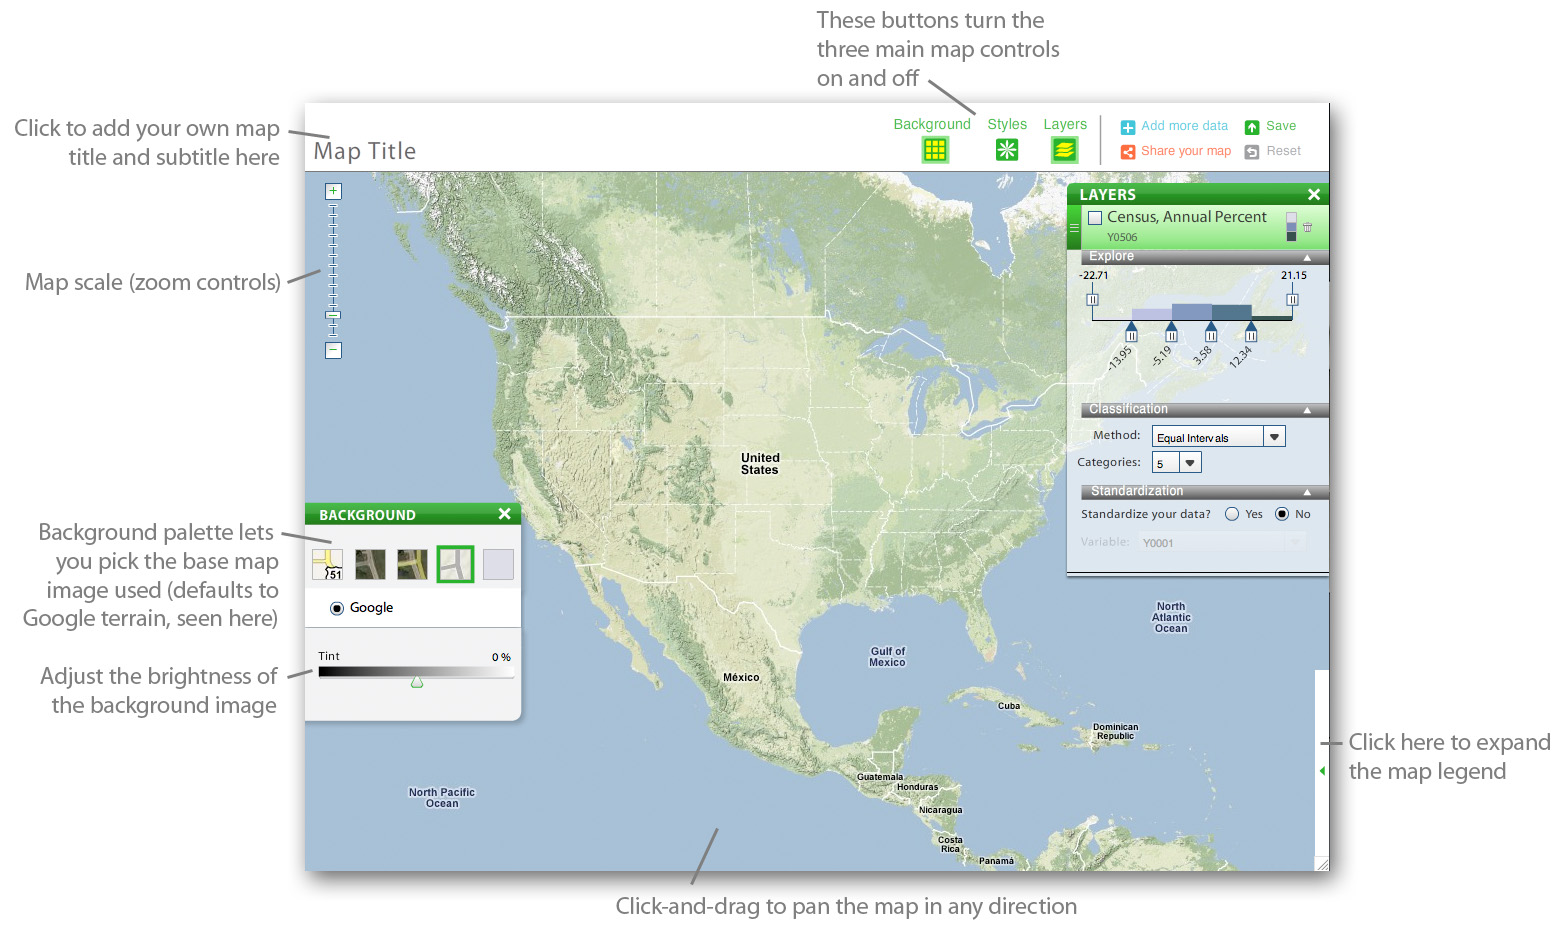 These buttons turn the
three main map controls
on and off
Click to add your own map
title and subtitle here
Map Title
Background Styles Layers
Add more data Save
Share your map Reset
LAYERS
Census, Annual Percent
Y0506
Explore
-22.71 21.15
-13.95 -5.19 3.58 12.34
Classification
Method: Equal Intervals
Categories: 5
Standardization
Standardize your data? Yes No
Variable: Y0001
Map scale (zoom controls)
United
States
BACKGROUND
51
Google
Tint 0 %
Background palette lets
you pick the base map
image used (defaults to
Google terrain, seen here)
Adjust the brightness of
the background image
North
Atlantic
Ocean
Gulf of
Mexico
México
Cuba
Dominican
Republic
Guatemala
Honduras
Nicaragua
Costa
Rica
Panamá
North Pacific
Ocean
Click here to expand
the map legend
Click-and-drag to pan the map in any direction